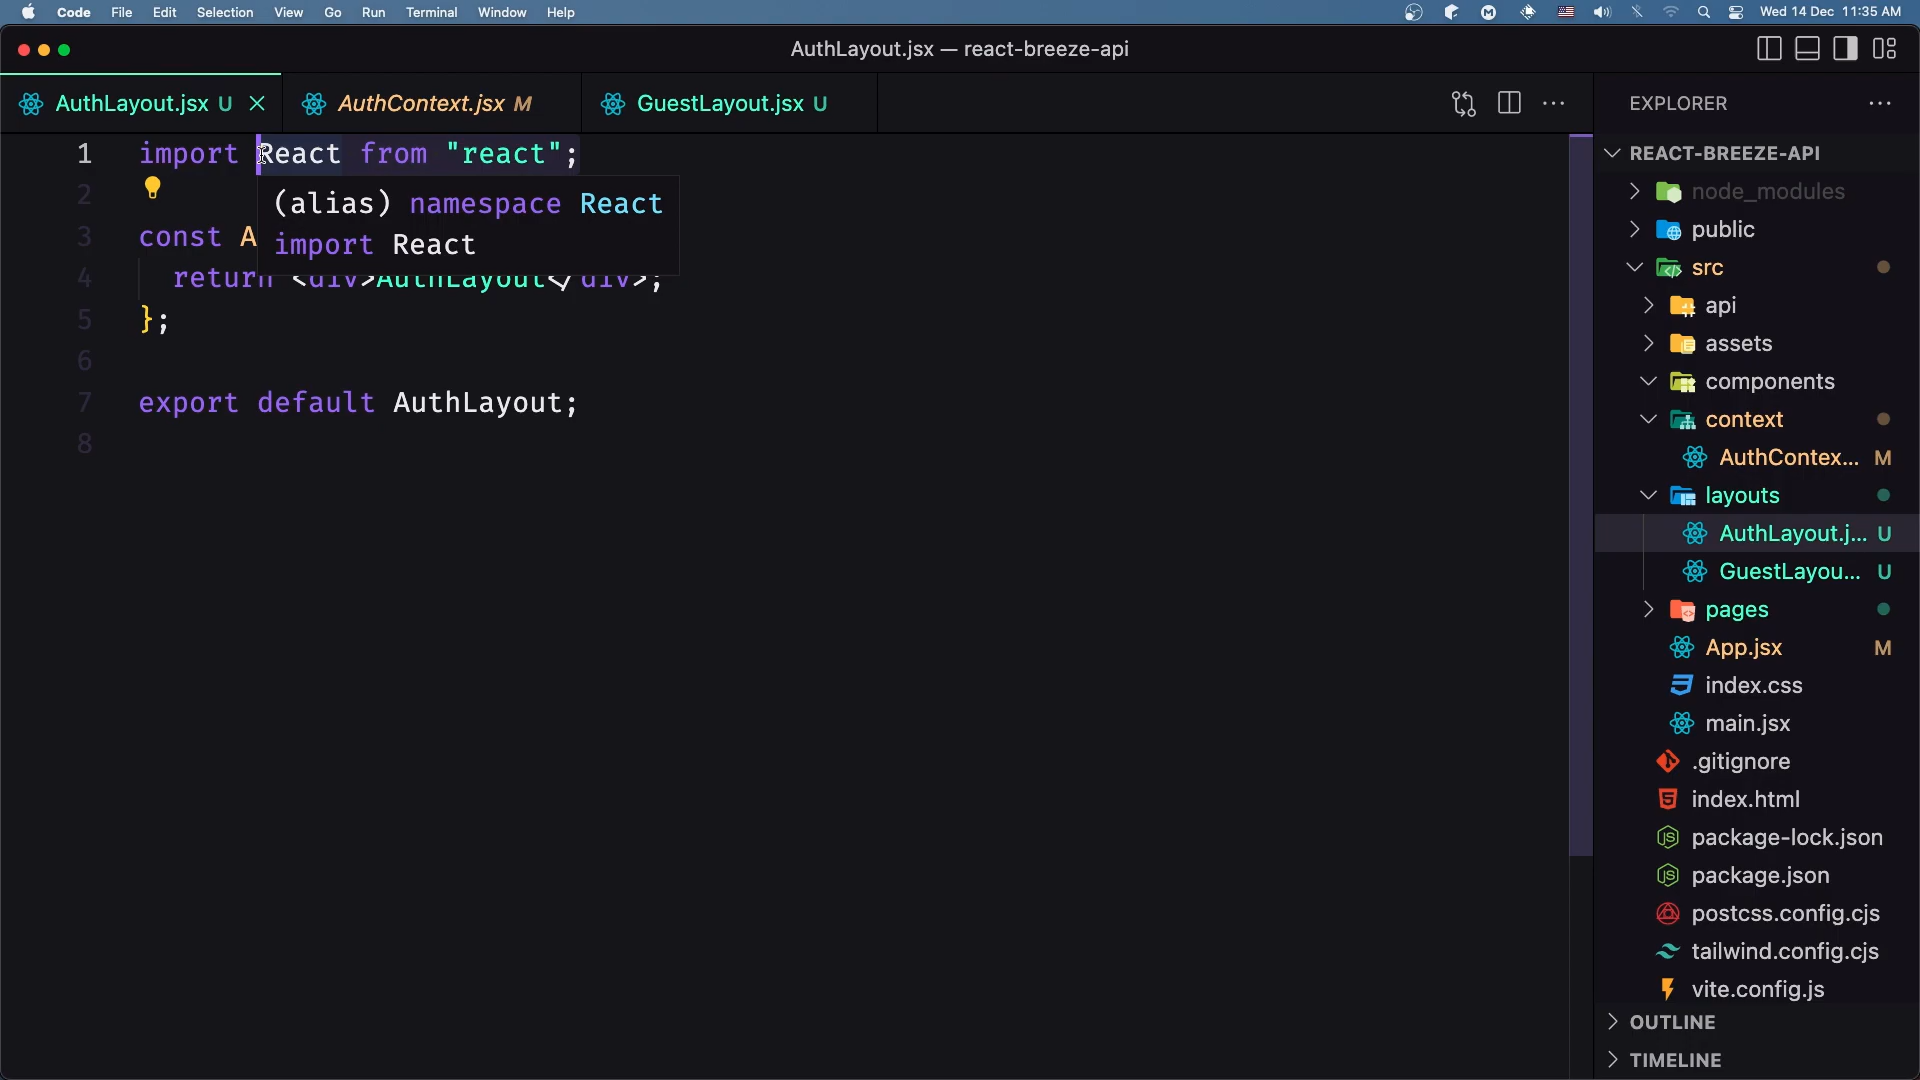 Code File Edit Selection View Go Run Terminal Window Help Wed 14 Dec 11:35 AM
AuthLayout.jsx — react-breeze-api
AuthLayout.jsx U AuthContext.jsx M GuestLayout.jsx U
1 import React from "react";
2
(alias) namespace React
import React
3 const A
4 return <div>AuthLayout</div>;
5 };
6
7 export default AuthLayout;
8
EXPLORER
REACT-BREEZE-API
node_modules
public
src
api
assets
components
context
AuthContex... M
layouts
AuthLayout.j... U
GuestLayou... U
pages
App.jsx M
index.css
main.jsx
.gitignore
index.html
package-lock.json
package.json
postcss.config.cjs
tailwind.config.cjs
vite.config.js
OUTLINE
TIMELINE